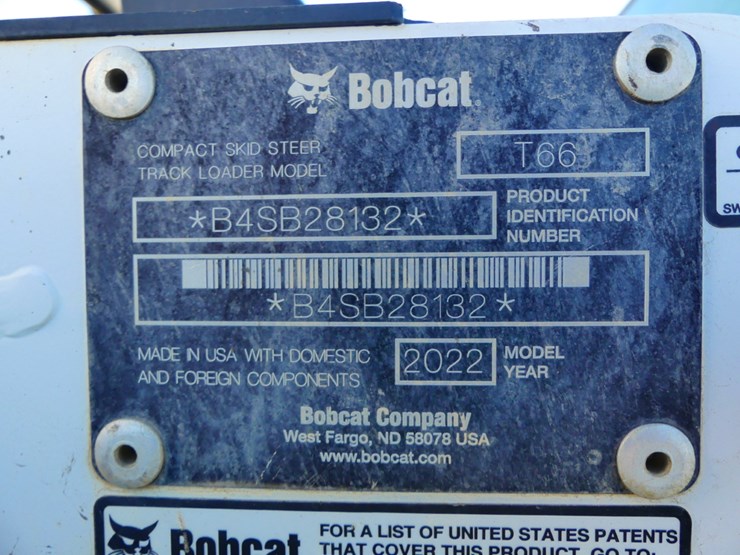 Bobcat
COMPACT SKID STEER
TRACK LOADER MODEL
T66
*B4SB28132*
PRODUCT
IDENTIFICATION
NUMBER
*B4SB28132*
MADE IN USA WITH DOMESTIC
AND FOREIGN COMPONENTS
2022
MODEL
YEAR
Bobcat Company
West Fargo, ND 58078 USA
www.bobcat.com
SW
Bobcat
FOR A LIST OF UNITED STATES PATENTS
THAT COVER THIS PRODUCT, GO TO